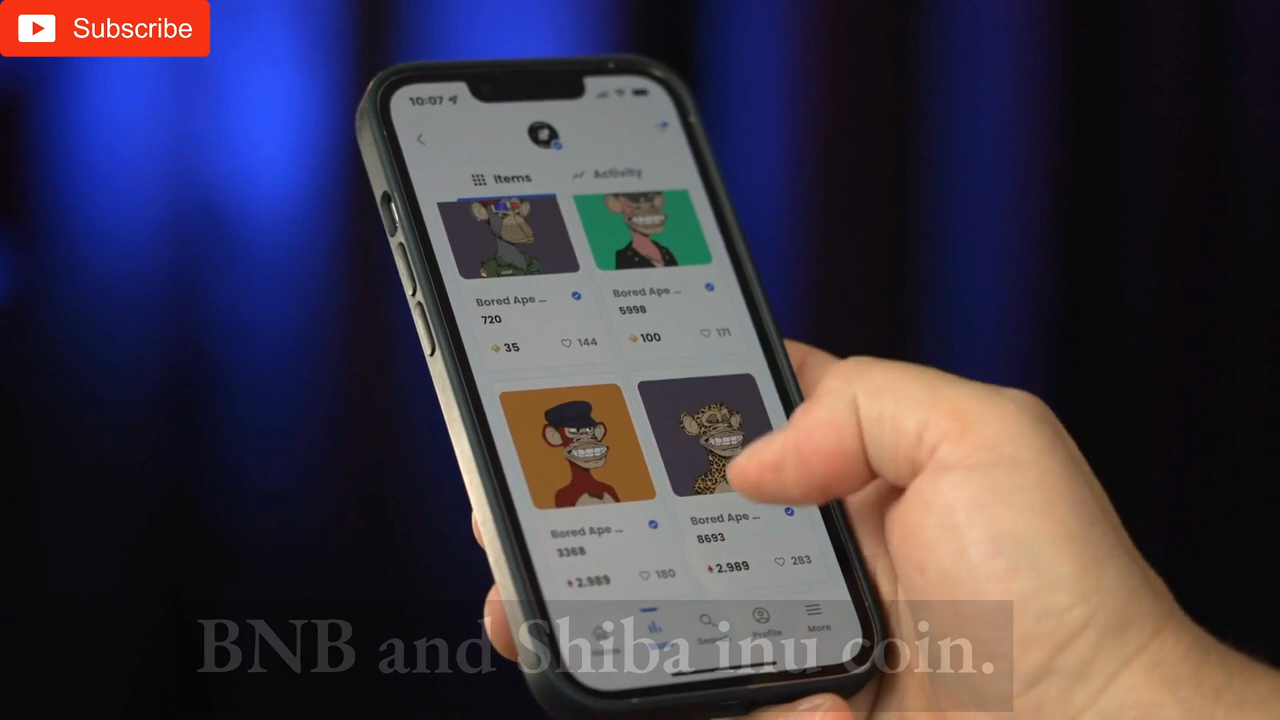 Subscribe
10:07
Items Activity
Bored Ape ... Bored Ape ...
720 5998
35 144 100 171
Bored Ape ... Bored Ape ...
3368 8693
2.989 180 2.989 283
Search Profile More
BNB and Shiba inu coin.